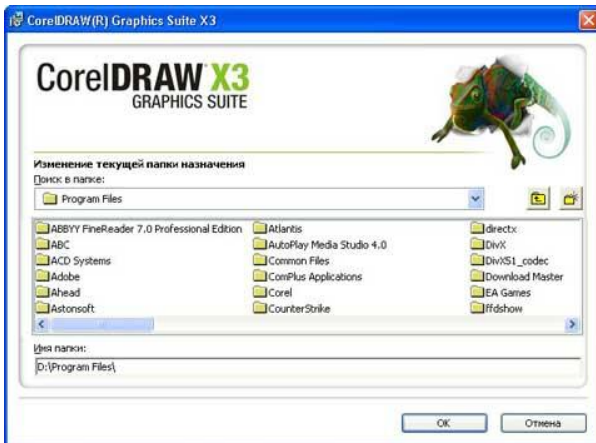 CorelDRAW(R) Graphics Suite X3
CorelDRAW X3
GRAPHICS SUITE
Изменение текущей папки назначения
Поиск в папке:
Program Files
ABBYY FineReader 7.0 Professional Edition
ABC
ACD Systems
Adobe
Ahead
Astonsoft
Atlantis
AutoPlay Media Studio 4.0
Common Files
ComPlus Applications
Corel
CounterStrike
directx
DivX
DivX51_codec
Download Master
EA Games
ffdshow
Имя папки:
D:\Program Files\
OK
Отмена